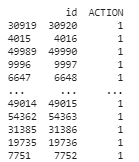 id ACTION
30919 30920 1
4015 4016 1
49989 49990 1
9996 9997 1
6647 6648 1
... ... ...
49014 49015 1
54362 54363 1
31385 31386 1
19735 19736 1
7751 7752 1